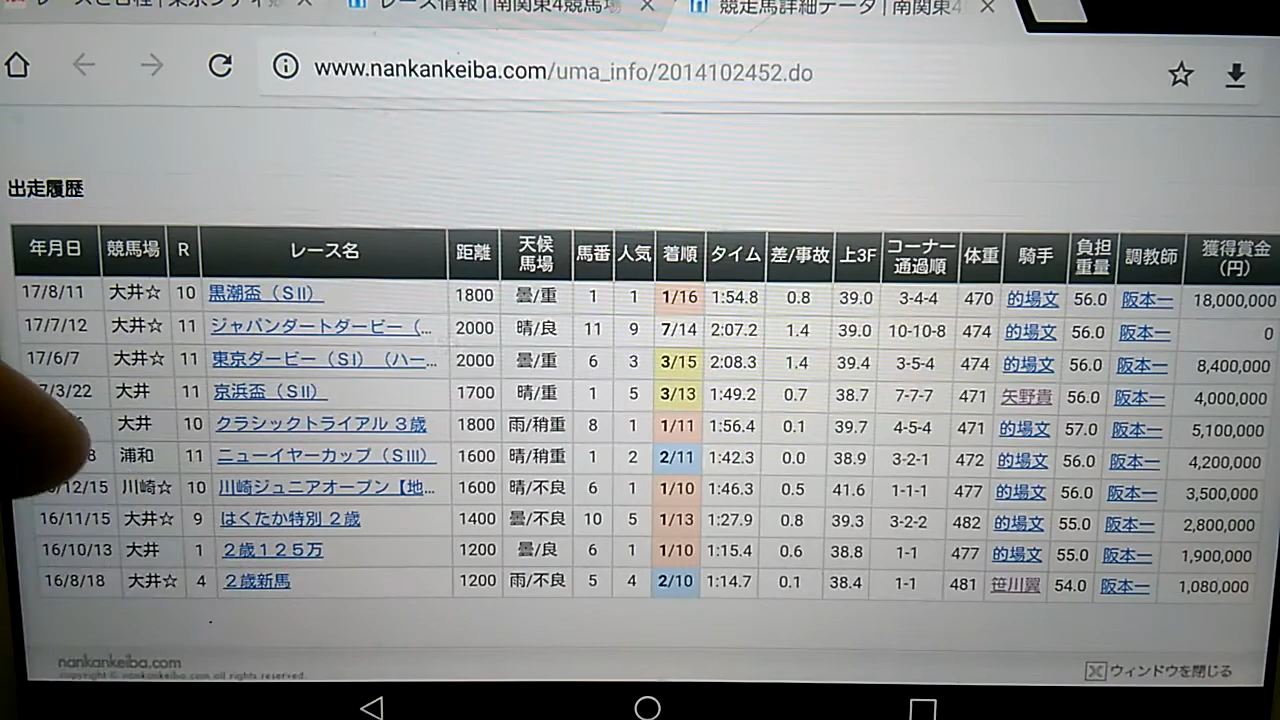 レース情報 | 南関東4競馬場
競走馬詳細データ | 南関東4
www.nankankeiba.com/uma_info/2014102452.do
出走履歴
年月日 競馬場 R レース名 距離 天候馬場 馬番 人気 着順 タイム 差/事故 上3F コーナー通過順 体重 騎手 負担重量 調教師 獲得賞金（円）
17/8/11 大井☆ 10 黒潮盃（ＳII） 1800 曇/重 1 1 1/16 1:54.8 0.8 39.0 3-4-4 470 的場文 56.0 阪本一 18,000,000
17/7/12 大井☆ 11 ジャパンダートダービー（... 2000 晴/良 11 9 7/14 2:07.2 1.4 39.0 10-10-8 474 的場文 56.0 阪本一 0
17/6/7 大井☆ 11 東京ダービー（ＳI）（ハー... 2000 曇/重 6 3 3/15 2:08.3 1.4 39.4 3-5-4 474 的場文 56.0 阪本一 8,400,000
7/3/22 大井 11 京浜盃（ＳII） 1700 晴/重 1 5 3/13 1:49.2 0.7 38.7 7-7-7 471 矢野貴 56.0 阪本一 4,000,000
大井 10 クラシックトライアル ３歳 1800 雨/稍重 8 1 1/11 1:56.4 0.1 39.7 4-5-4 471 的場文 57.0 阪本一 5,100,000
8 浦和 11 ニューイヤーカップ（ＳIII） 1600 晴/稍重 1 2 2/11 1:42.3 0.0 38.9 3-2-1 472 的場文 56.0 阪本一 4,200,000
/12/15 川崎☆ 10 川崎ジュニアオープン【地... 1600 晴/不良 6 1 1/10 1:46.3 0.5 41.6 1-1-1 477 的場文 56.0 阪本一 3,500,000
16/11/15 大井☆ 9 はくたか特別 ２歳 1400 曇/不良 10 5 1/13 1:27.9 0.8 39.3 3-2-2 482 的場文 55.0 阪本一 2,800,000
16/10/13 大井 1 ２歳１２５万 1200 曇/良 6 1 1/10 1:15.4 0.6 38.8 1-1 477 的場文 55.0 阪本一 1,900,000
16/8/18 大井☆ 4 ２歳新馬 1200 雨/不良 5 4 2/10 1:14.7 0.1 38.4 1-1 481 笹川翼 54.0 阪本一 1,080,000
nankankeiba.com
copyright © nankankeiba.com all rights reserved.
ウィンドウを閉じる